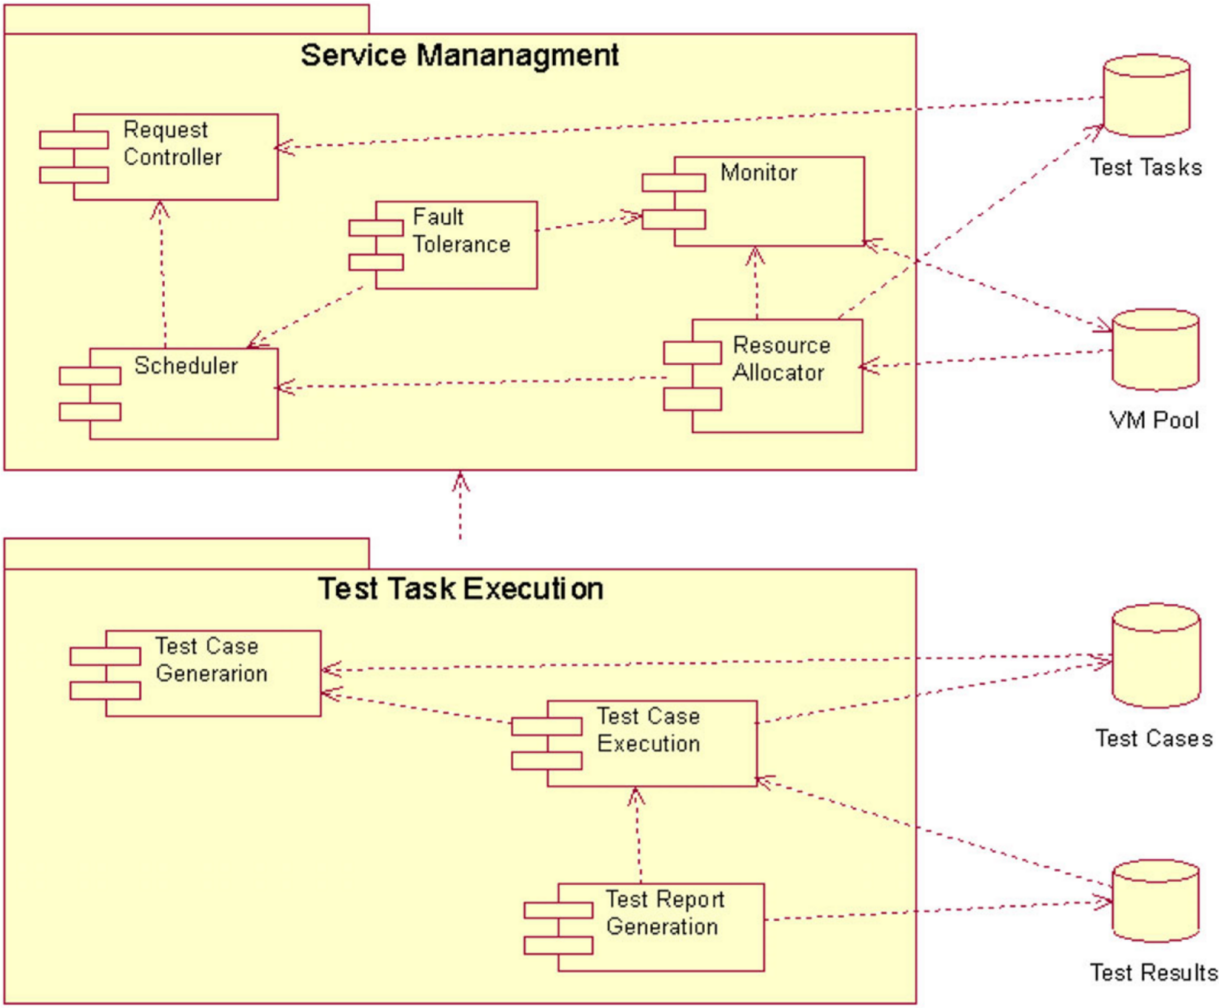 Service Mananagment
Request
Controller
Fault
Tolerance
Monitor
Scheduler
Resource
Allocator
Test Tasks
VM Pool
Test Task Execution
Test Case
Generarion
Test Case
Execution
Test Report
Generation
Test Cases
Test Results